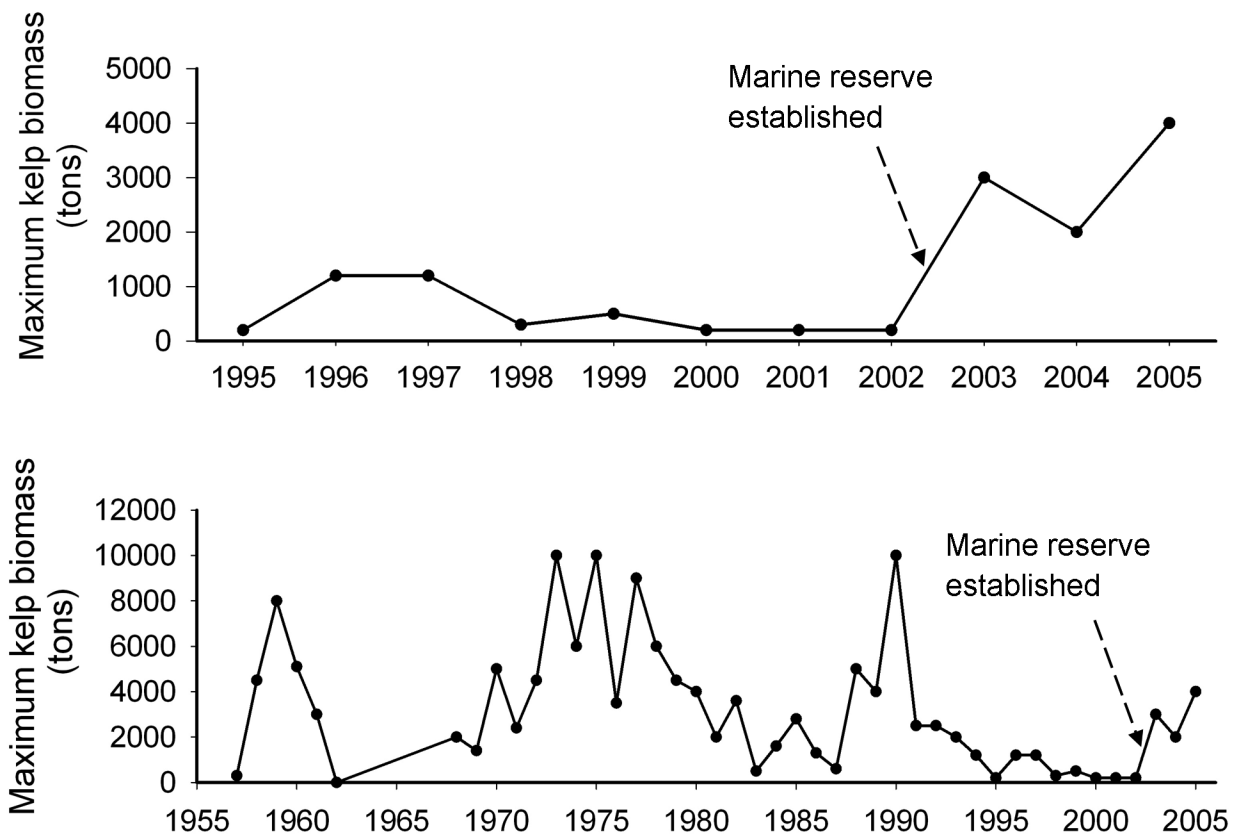 Maximum kelp biomass
(tons)
5000
4000
3000
2000
1000
0
Marine reserve
established
1995 1996 1997 1998 1999 2000 2001 2002 2003 2004 2005
Maximum kelp biomass
(tons)
12000
10000
8000
6000
4000
2000
0
Marine reserve
established
1955 1960 1965 1970 1975 1980 1985 1990 1995 2000 2005